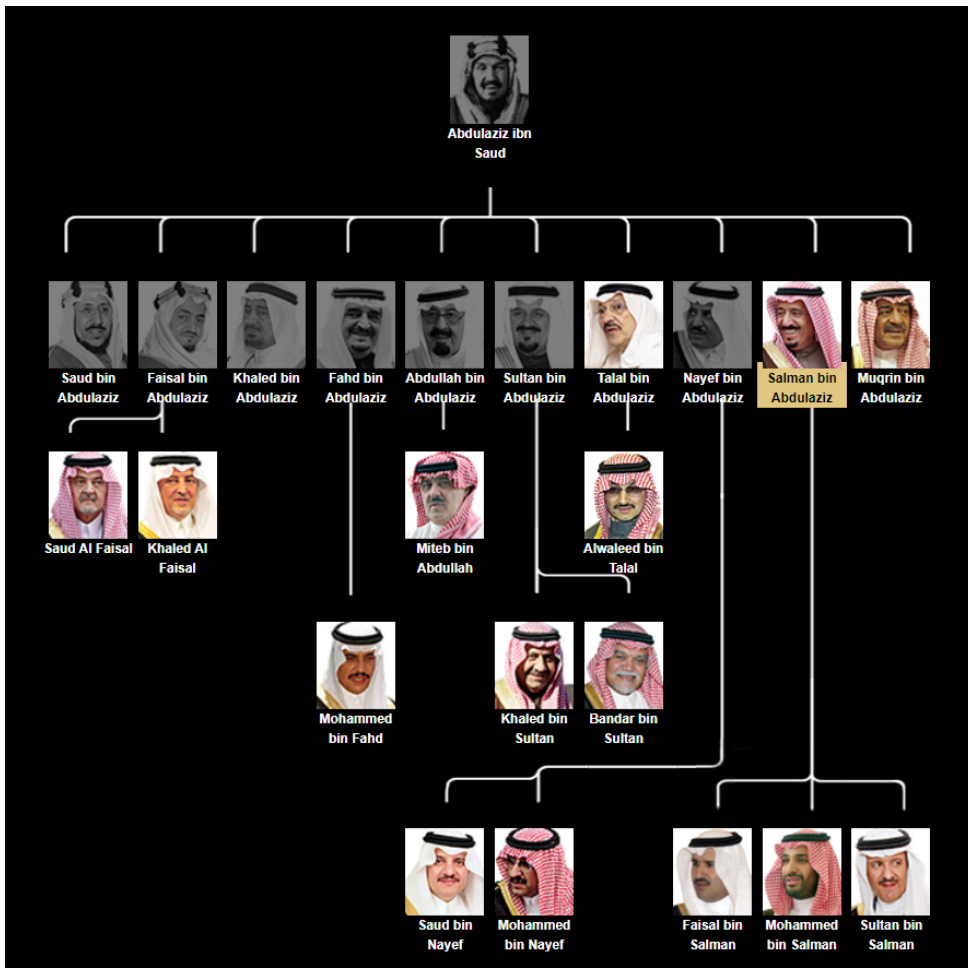 Abdulaziz ibn
Saud
Saud bin
Abdulaziz
Faisal bin
Abdulaziz
Khaled bin
Abdulaziz
Fahd bin
Abdulaziz
Abdullah bin
Abdulaziz
Sultan bin
Abdulaziz
Talal bin
Abdulaziz
Nayef bin
Abdulaziz
Salman bin
Abdulaziz
Muqrin bin
Abdulaziz
Saud Al Faisal
Khaled Al
Faisal
Miteb bin
Abdullah
Alwaleed bin
Talal
Mohammed
bin Fahd
Khaled bin
Sultan
Bandar bin
Sultan
Saud bin
Nayef
Mohammed
bin Nayef
Faisal bin
Salman
Mohammed
bin Salman
Sultan bin
Salman